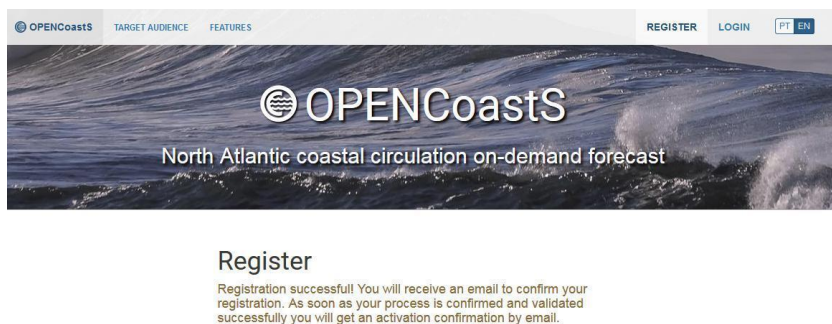 OPENCoastS TARGET AUDIENCE FEATURES REGISTER LOGIN PT EN
OPENCoastS
North Atlantic coastal circulation on-demand forecast
Register
Registration successful! You will receive an email to confirm your
registration. As soon as your process is confirmed and validated
successfully you will get an activation confirmation by email.